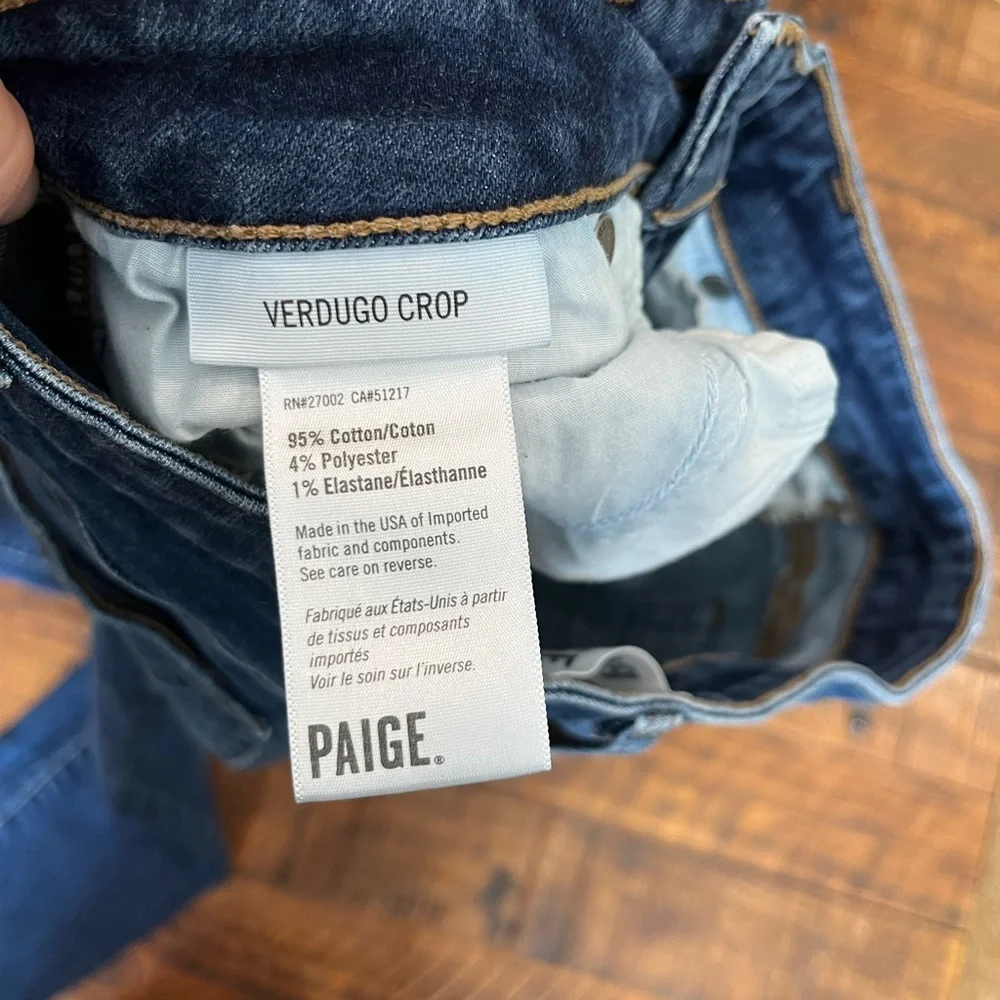 VERDUGO CROP
RN#27002 CA#51217
95% Cotton/Coton
4% Polyester
1% Elastane/Élasthanne
Made in the USA of Imported
fabric and components.
See care on reverse.
Fabriqué aux États-Unis à partir
de tissus et composants
importés
Voir le soin sur l'inverse.
PAIGE®